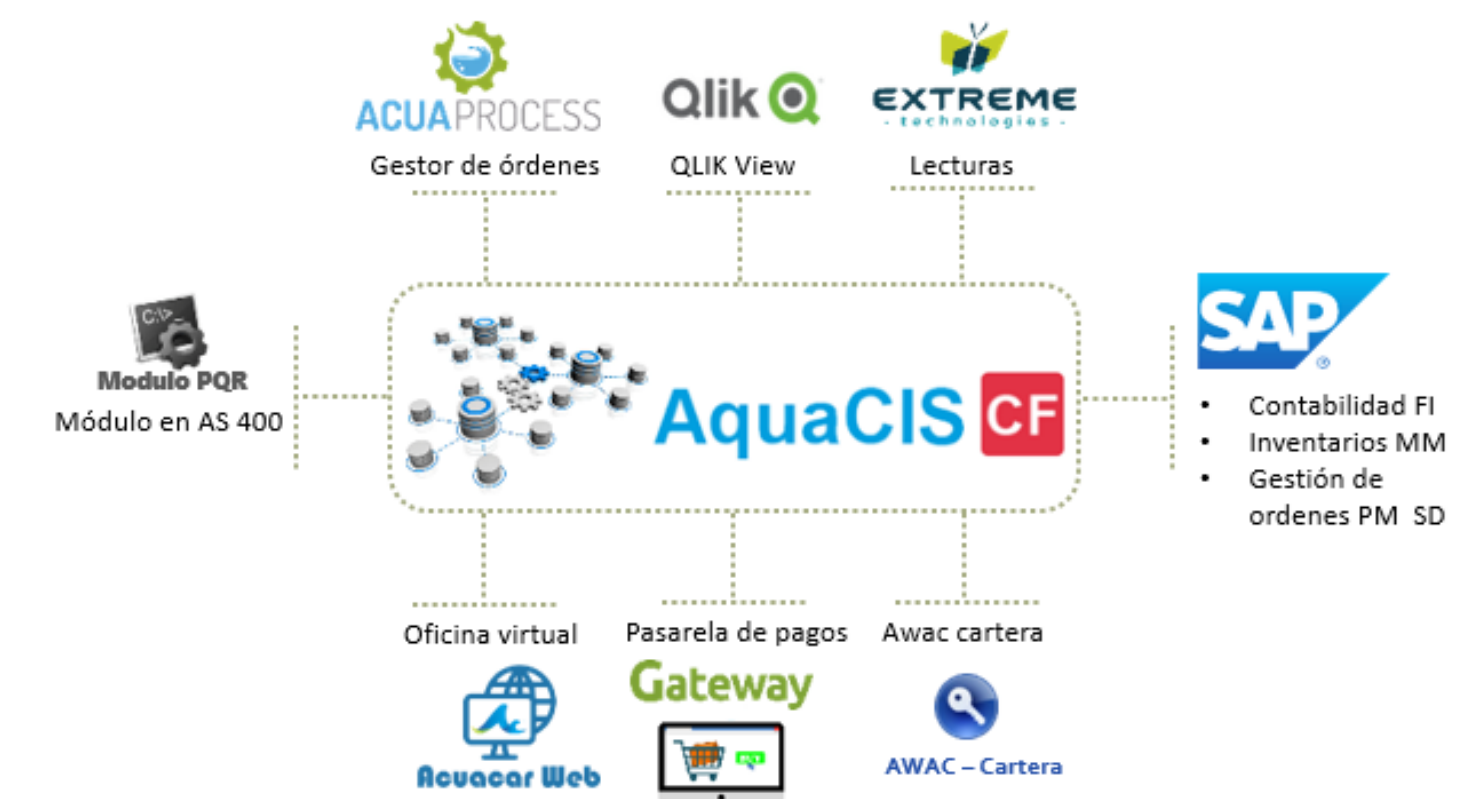 ACUAPROCESS
Gestor de órdenes
Qlik Q
QLIK View
EXTREME
- technologies -
Lecturas
C:\>_
Modulo PQR
Módulo en AS 400
AquaCIS CF
SAP
®
• Contabilidad FI
• Inventarios MM
• Gestión de
ordenes PM SD
Oficina virtual
Acuacar Web
Pasarela de pagos
Gateway
Awac cartera
AWAC – Cartera